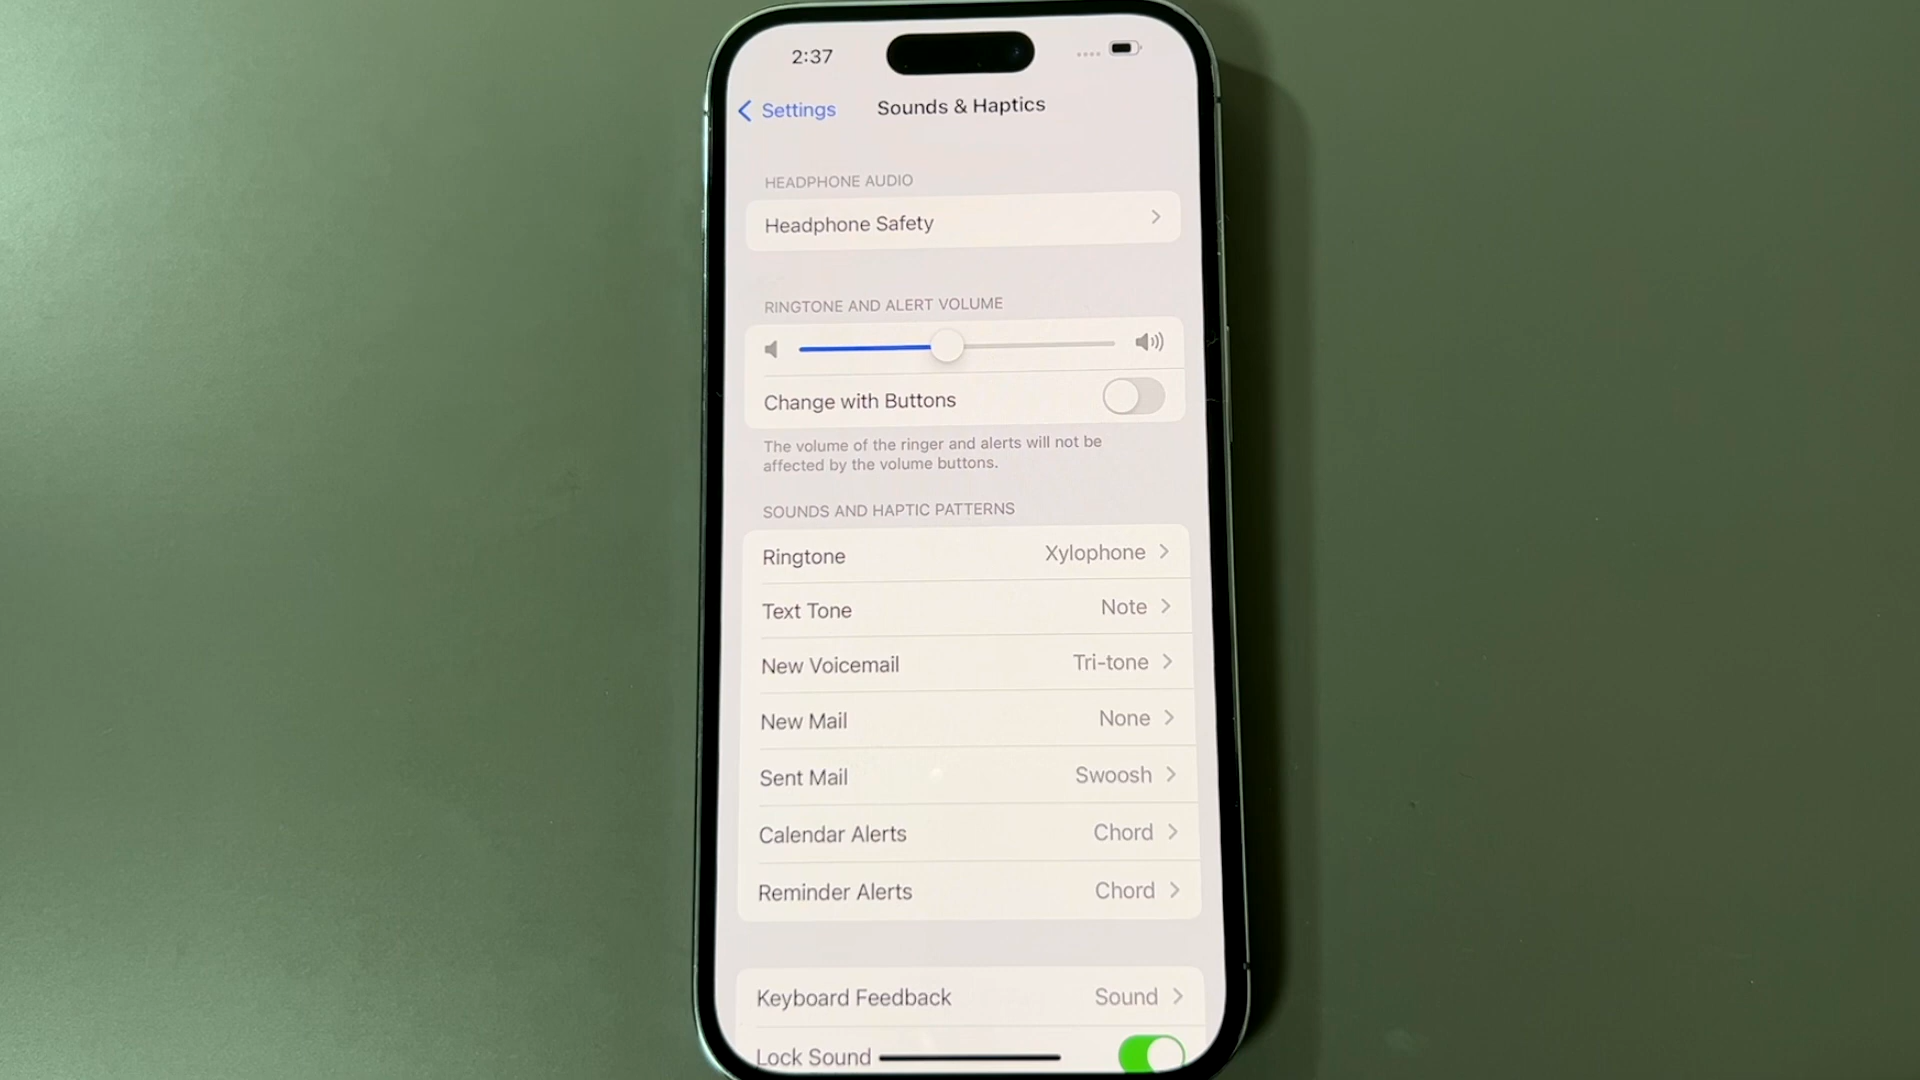 2:37
Settings
Sounds & Haptics
HEADPHONE AUDIO
Headphone Safety
RINGTONE AND ALERT VOLUME
Change with Buttons
The volume of the ringer and alerts will not be
affected by the volume buttons.
SOUNDS AND HAPTIC PATTERNS
Ringtone Xylophone
Text Tone Note
New Voicemail Tri-tone
New Mail None
Sent Mail Swoosh
Calendar Alerts Chord
Reminder Alerts Chord
Keyboard Feedback Sound
Lock Sound